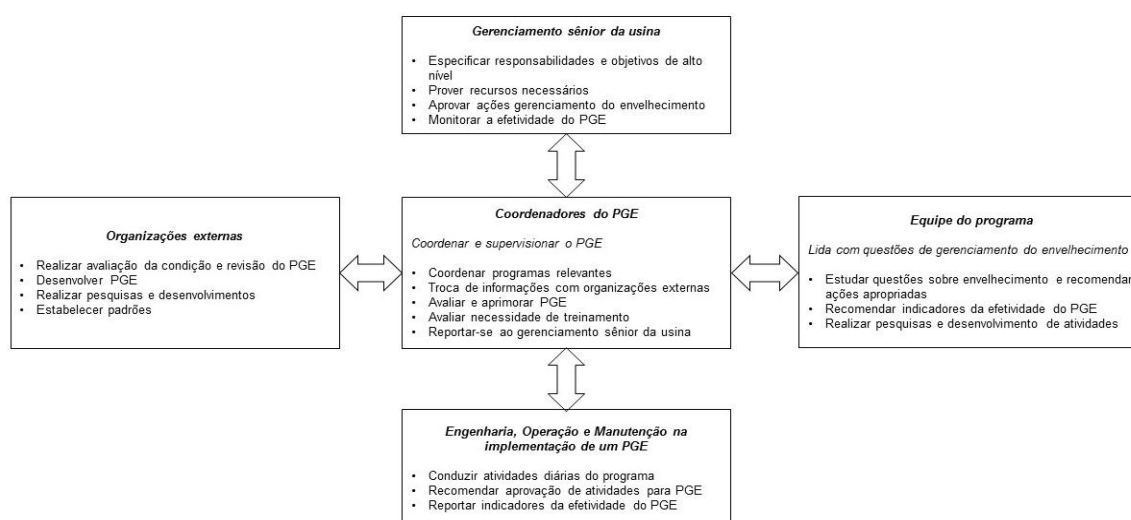 Gerenciamento sênior da usina
• Especificar responsabilidades e objetivos de alto
nível
• Prover recursos necessários
• Aprovar ações gerenciamento do envelhecimento
• Monitorar a efetividade do PGE
Organizações externas
• Realizar avaliação da condição e revisão do PGE
• Desenvolver PGE
• Realizar pesquisas e desenvolvimentos
• Estabelecer padrões
Coordenadores do PGE
Coordenar e supervisionar o PGE
• Coordenar programas relevantes
• Troca de informações com organizações externas
• Avaliar e aprimorar PGE
• Avaliar necessidade de treinamento
• Reportar-se ao gerenciamento sênior da usina
Equipe do programa
Lida com questões de gerenciamento do envelhecimento
• Estudar questões sobre envelhecimento e recomendar
ações apropriadas
• Recomendar indicadores da efetividade do PGE
• Realizar pesquisas e desenvolvimento de atividades
Engenharia, Operação e Manutenção na
implementação de um PGE
• Conduzir atividades diárias do programa
• Recomendar aprovação de atividades para PGE
• Reportar indicadores da efetividade do PGE